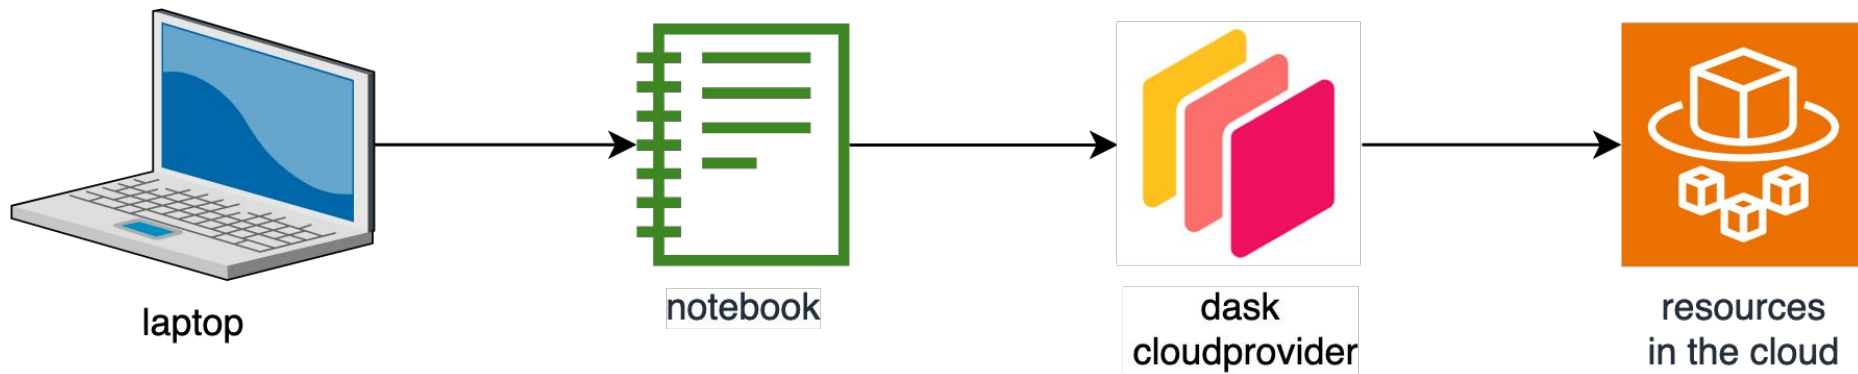 laptop
notebook
dask
cloudprovider
resources
in the cloud